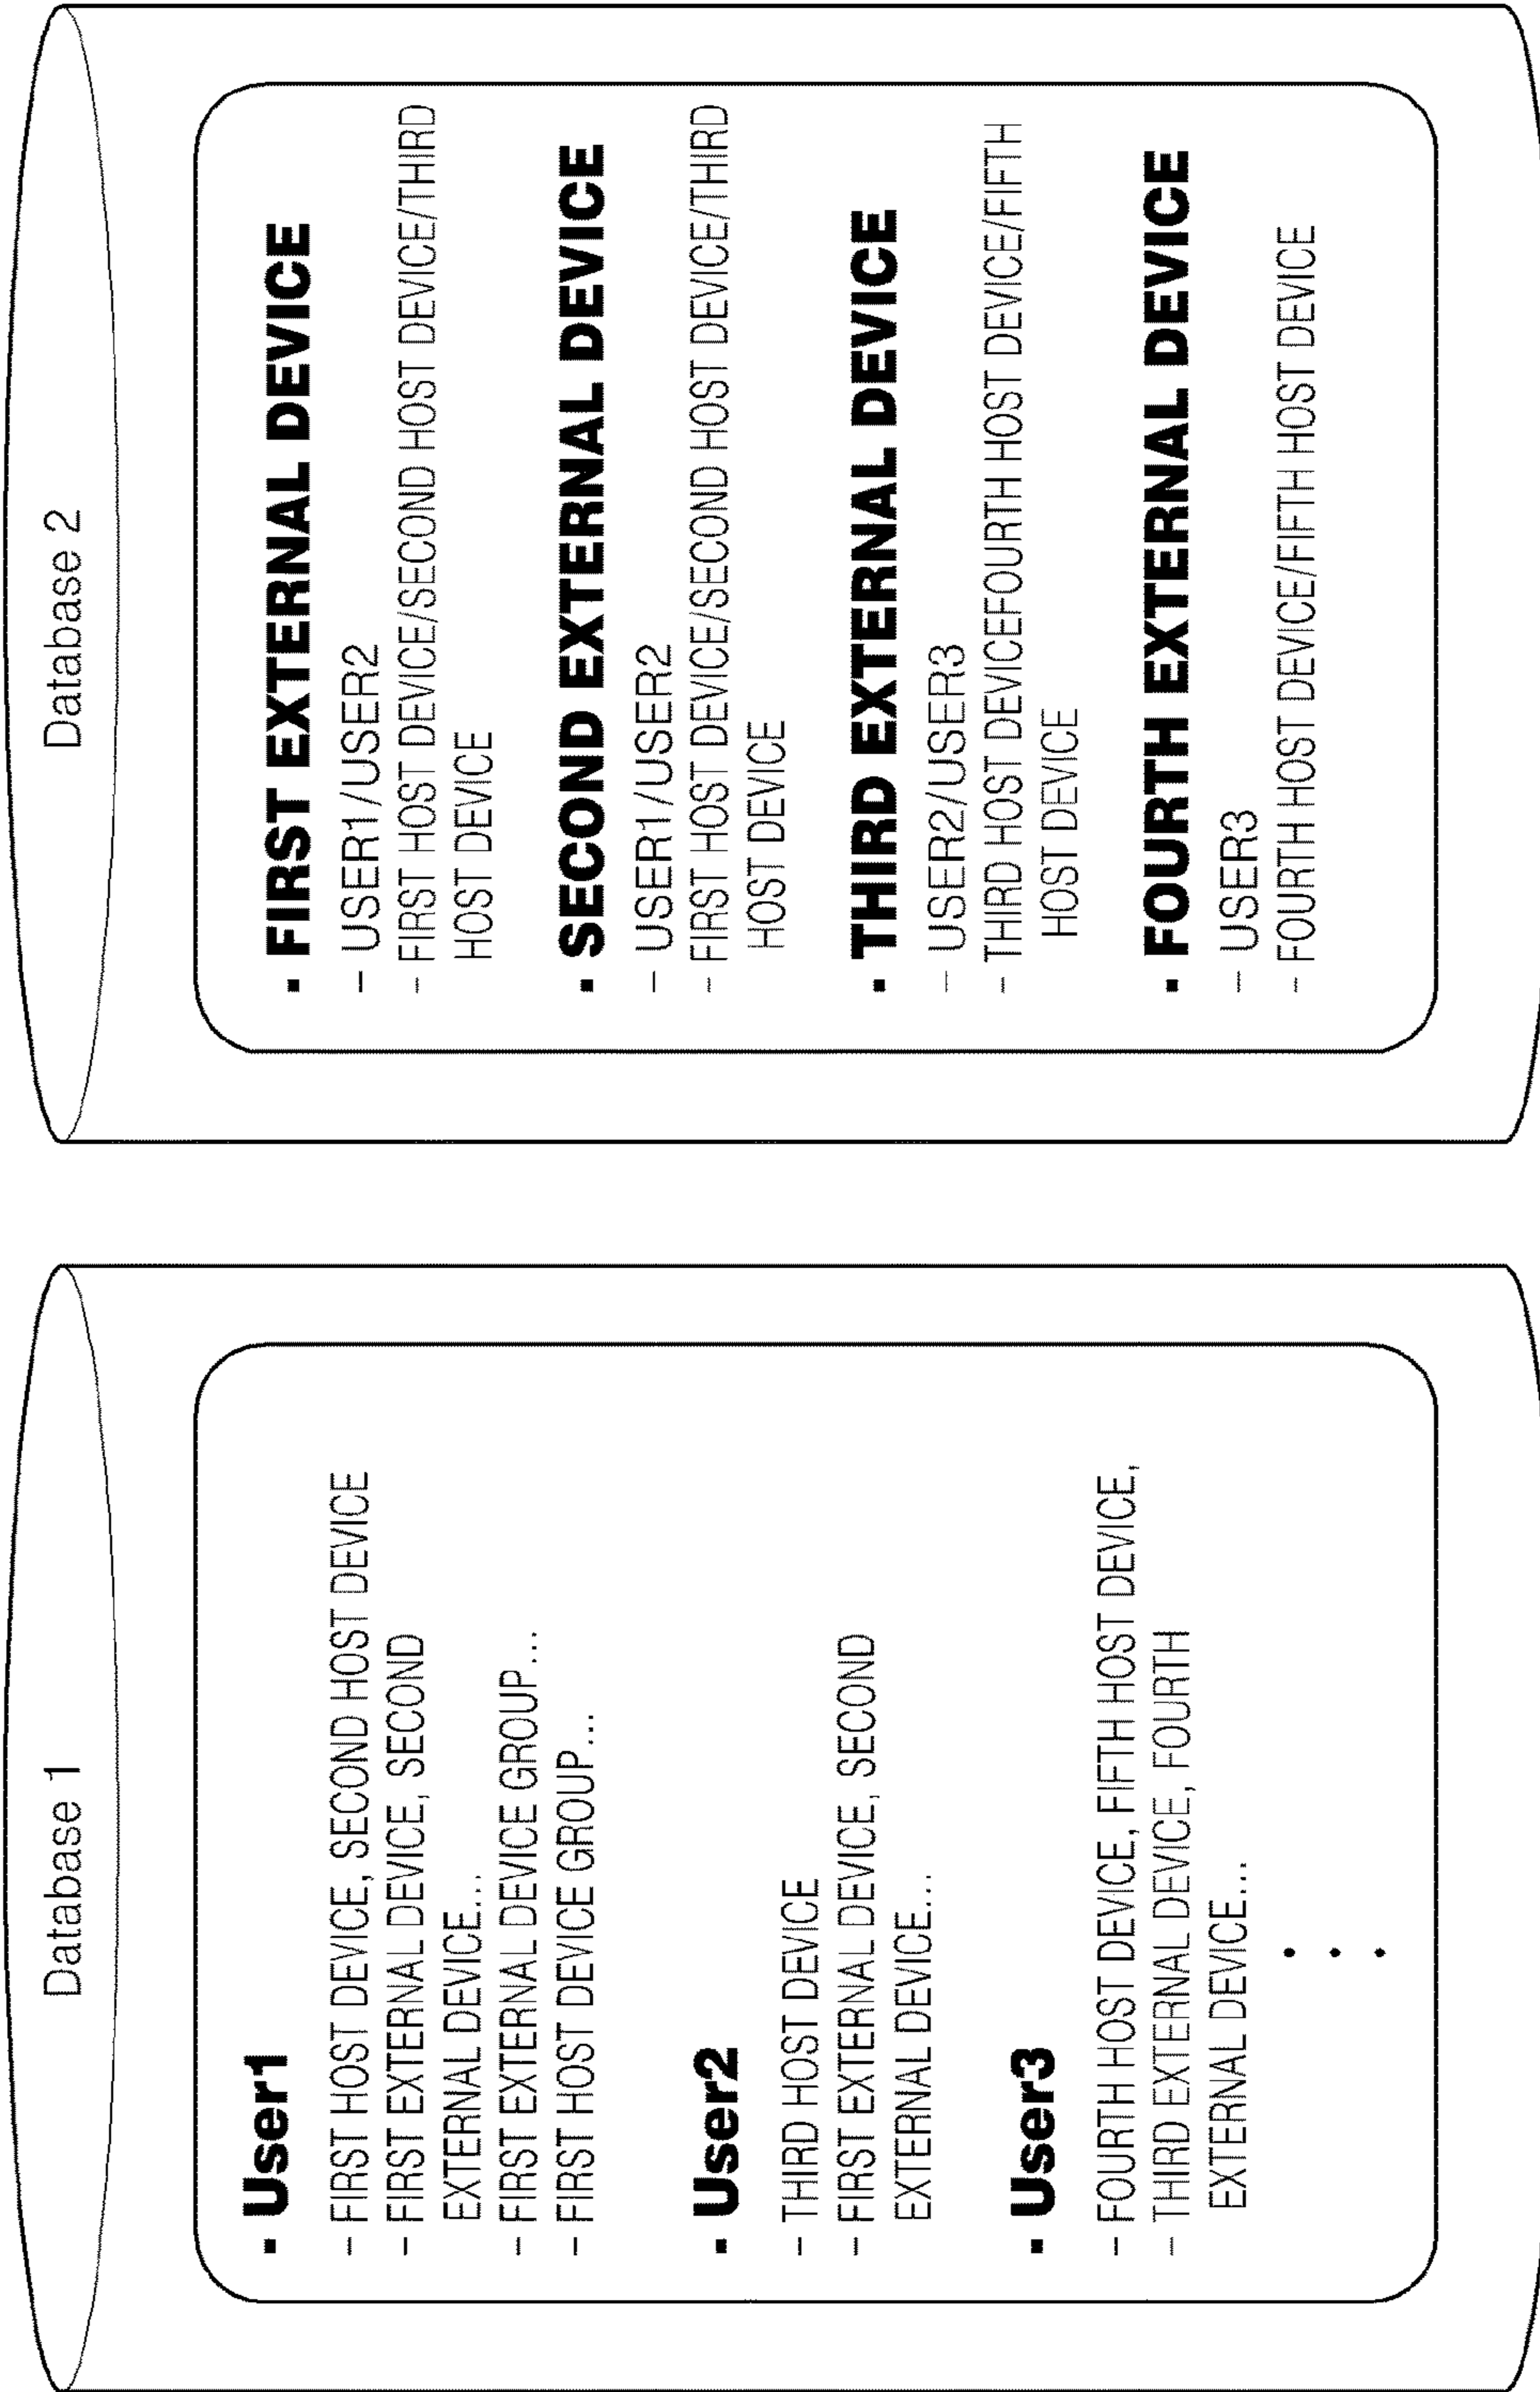 Database 1
▪ User1
– FIRST HOST DEVICE, SECOND HOST DEVICE
– FIRST EXTERNAL DEVICE, SECOND
EXTERNAL DEVICE...
– FIRST EXTERNAL DEVICE GROUP...
– FIRST HOST DEVICE GROUP...
▪ User2
– THIRD HOST DEVICE
– FIRST EXTERNAL DEVICE, SECOND
EXTERNAL DEVICE...
▪ User3
– FOURTH HOST DEVICE, FIFTH HOST DEVICE,
– THIRD EXTERNAL DEVICE, FOURTH
EXTERNAL DEVICE...
Database 2
▪ FIRST EXTERNAL DEVICE
– USER1/USER2
– FIRST HOST DEVICE/SECOND HOST DEVICE/THIRD
HOST DEVICE
▪ SECOND EXTERNAL DEVICE
– USER1/USER2
– FIRST HOST DEVICE/SECOND HOST DEVICE/THIRD
HOST DEVICE
▪ THIRD EXTERNAL DEVICE
– USER2/USER3
– THIRD HOST DEVICEFOURTH HOST DEVICE/FIFTH
HOST DEVICE
▪ FOURTH EXTERNAL DEVICE
– USER3
– FOURTH HOST DEVICE/FIFTH HOST DEVICE